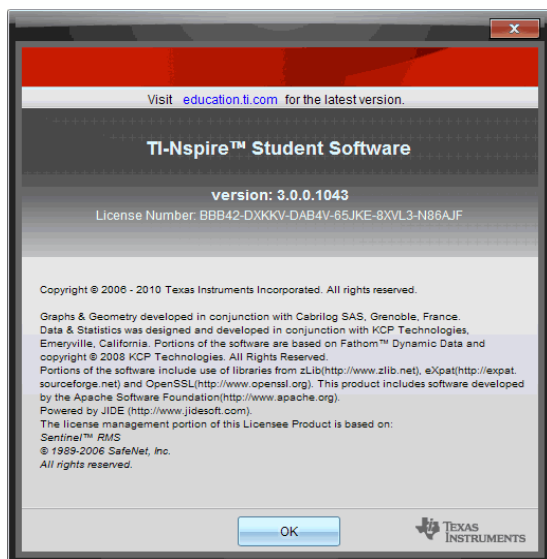 x
Visit education.ti.com for the latest version.
TI-Nspire™ Student Software
version: 3.0.0.1043
License Number: BBB42-DXKKV-DAB4V-65JKE-8XVL3-N86AJF
Copyright © 2006 - 2010 Texas Instruments Incorporated. All rights reserved.
Graphs & Geometry developed in conjunction with Cabrilog SAS, Grenoble, France.
Data & Statistics was designed and developed in conjunction with KCP Technologies,
Emeryville, California. Portions of the software are based on Fathom™ Dynamic Data and
copyright © 2008 KCP Technologies. All Rights Reserved.
Portions of the software include use of libraries from zLib(http://www.zlib.net), eXpat(http://expat.
sourceforge.net) and OpenSSL(http://www.openssl.org). This product includes software developed
by the Apache Software Foundation(http://www.apache.org).
Powered by JIDE (http://www.jidesoft.com).
The license management portion of this Licensee Product is based on:
Sentinel™ RMS
© 1989-2006 SafeNet, Inc.
All rights reserved.
OK
TEXAS
INSTRUMENTS